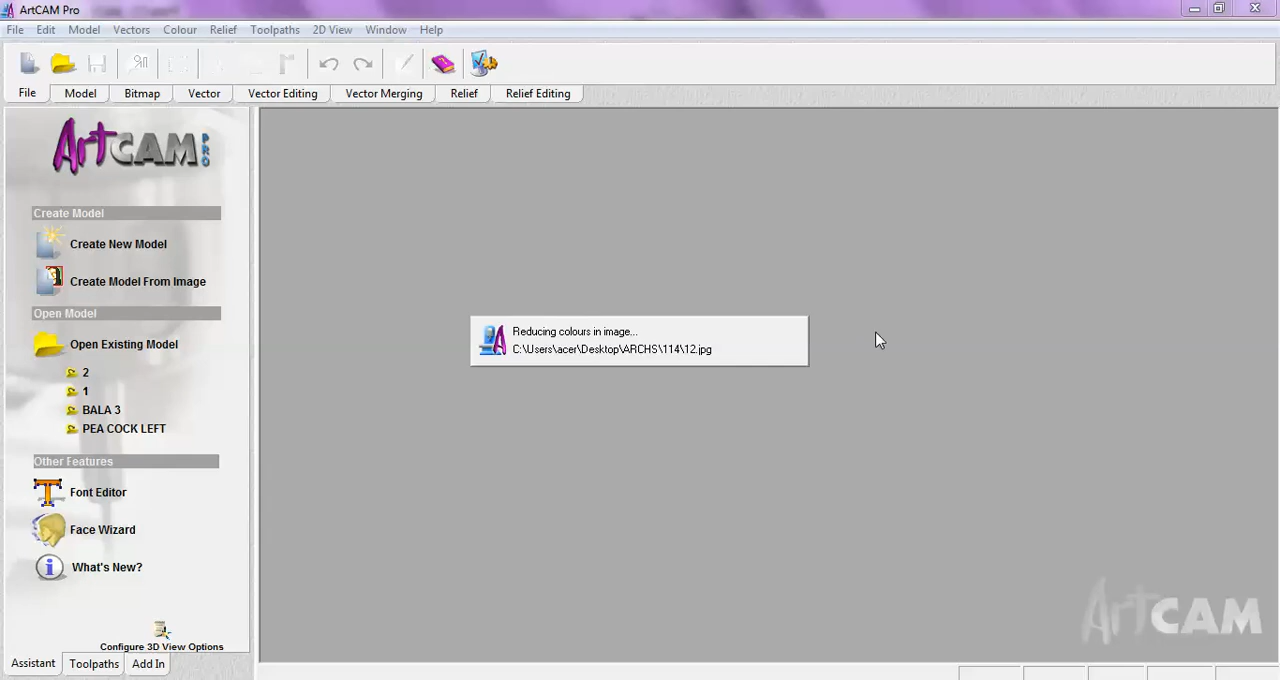 ArtCAM Pro
File Edit Model Vectors Colour Relief Toolpaths 2D View Window Help
File Model Bitmap Vector Vector Editing Vector Merging Relief Relief Editing
ArtCAM PRO
Create Model
Create New Model
Create Model From Image
Open Model
Open Existing Model
2
1
BALA 3
PEA COCK LEFT
Other Features
Font Editor
Face Wizard
What's New?
Configure 3D View Options
Assistant Toolpaths Add In
Reducing colours in image...
C:\Users\acer\Desktop\ARCHS\114\12.jpg
ArtCAM